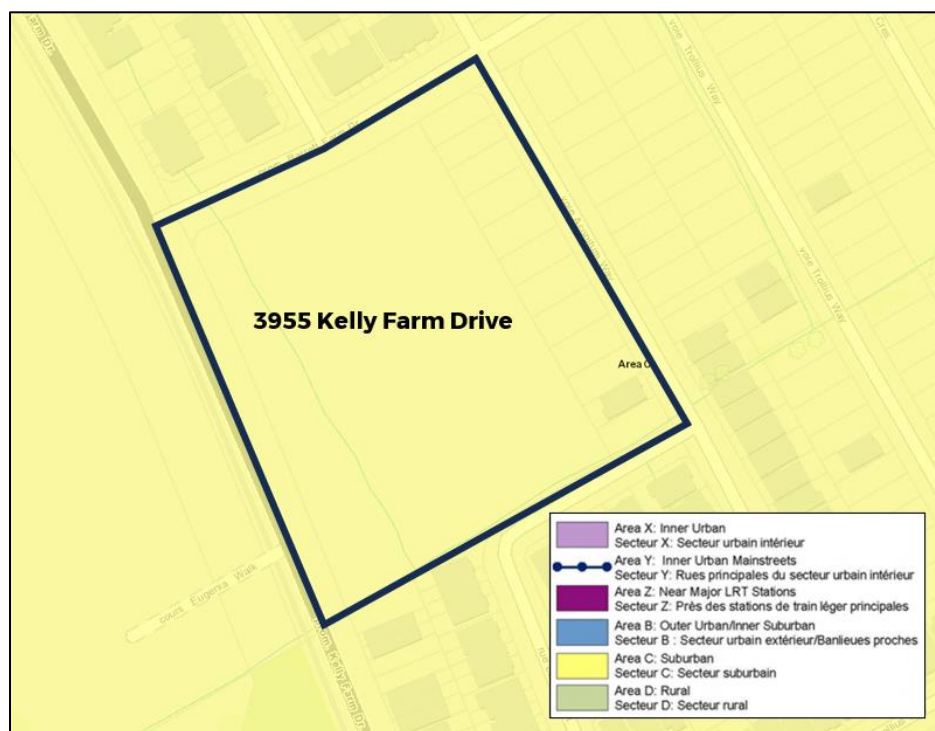 Cres
voie Trollius Way
3955 Kelly Farm Drive
voie Trollius Way
Area C
cours Eugenia Walk
Area X: Inner Urban
Secteur X: Secteur urbain intérieur
Area Y: Inner Urban Mainstreets
Secteur Y: Rues principales du secteur urbain intérieur
Area Z: Near Major LRT Stations
Secteur Z: Près des stations de train léger principales
Area B: Outer Urban/Inner Suburban
Secteur B : Secteur urbain extérieur/Banlieues proches
Area C: Suburban
Secteur C: Secteur suburbain
Area D: Rural
Secteur D: Secteur rural